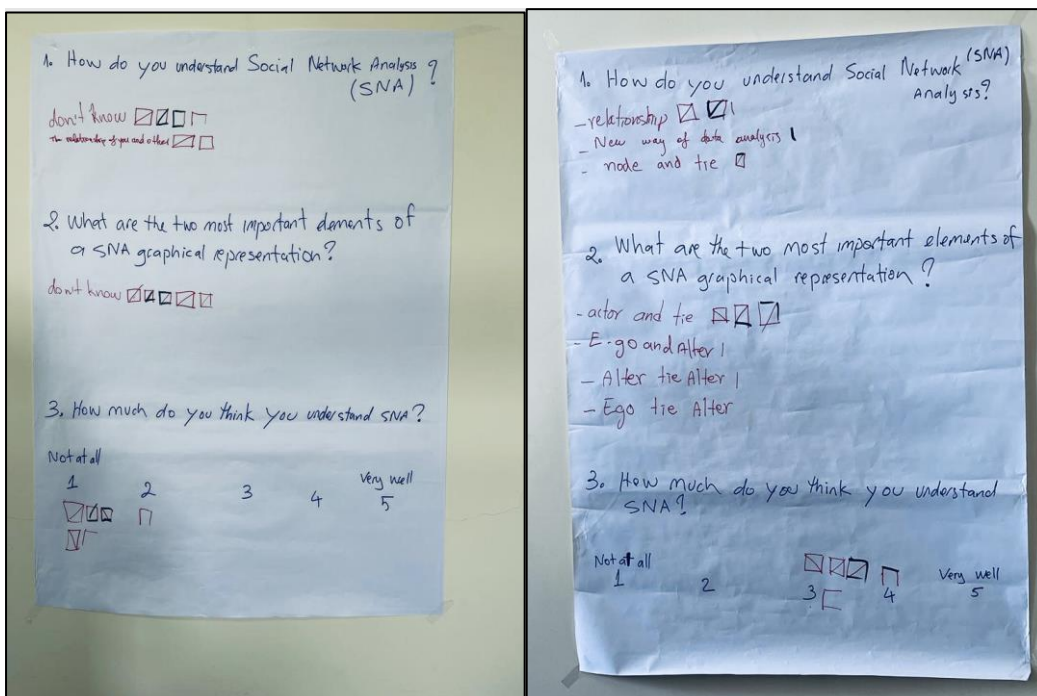 1. How do you understand Social Network Analysis ?
(SNA)
don't know
The relationship of you and other
2. What are the two most important elements of
a SNA graphical representation?
don't know
3. How much do you think you understand SNA?
Not at all
Very well
1 2 3 4 5
1. How do you understand Social Network (SNA)
Analysis?
- relationship
- New way of data analysis
- node and tie
2. What are the two most important elements of
a SNA graphical representation?
- actor and tie
- Ego and Alter
- Alter tie Alter
- Ego tie Alter
3. How much do you think you understand
SNA?
Not at all
Very well
1 2 3 4 5